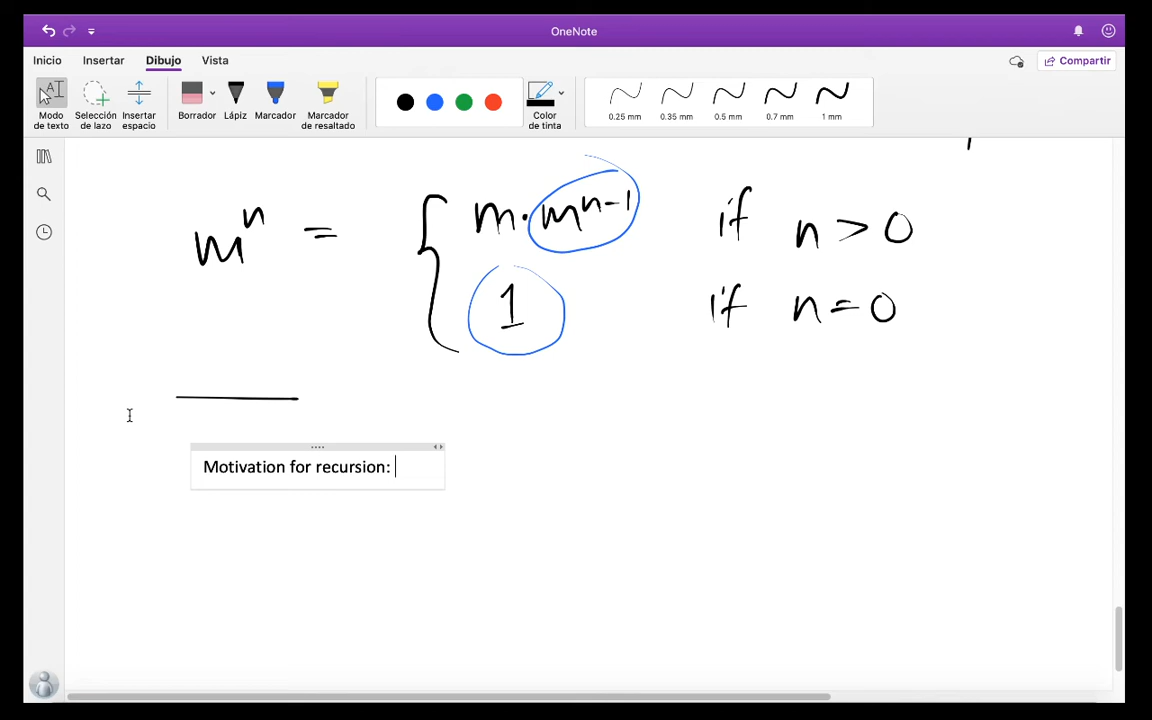 OneNote
Inicio Insertar Dibujo Vista
Compartir
Modo de texto
Selección de lazo
Insertar espacio
Borrador
Lápiz
Marcador
Marcador de resaltado
Color de tinta
0.25 mm
0.35 mm
0.5 mm
0.7 mm
1 mm
mⁿ = { m · mⁿ⁻¹ if n > 0
1 if n = 0
Motivation for recursion: